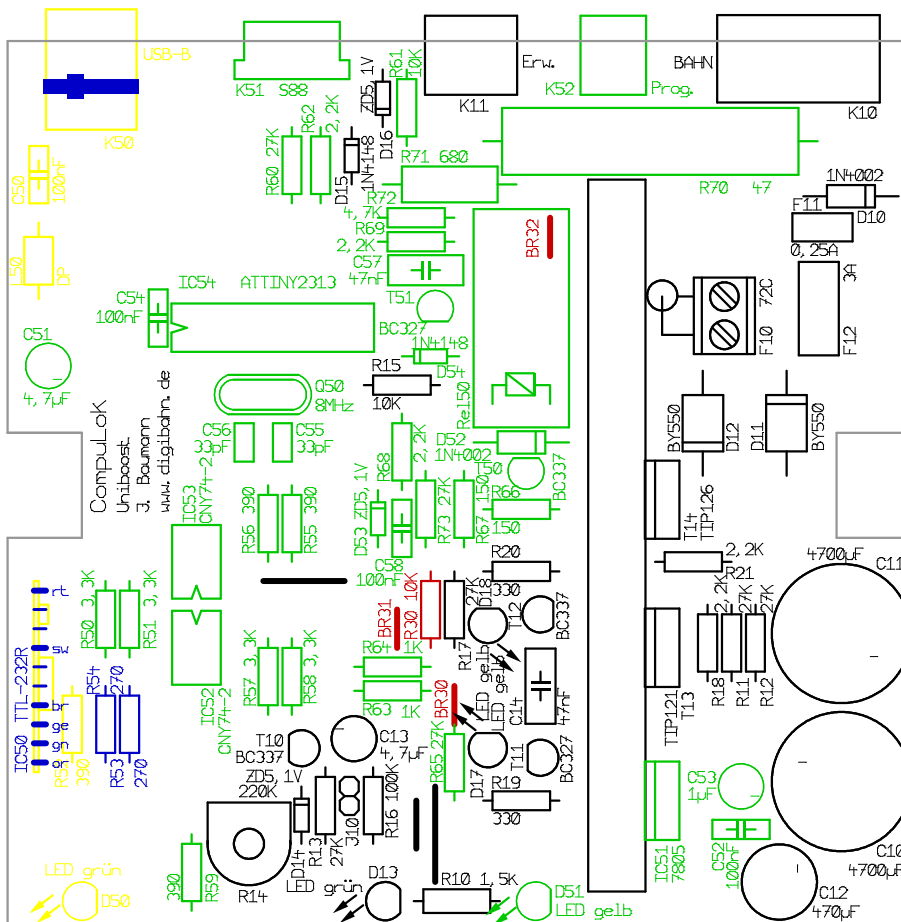 USB-B
K50
K51 S88
R61
10K
ZD5,1V
D16
R62
2,2K
R60 27K
D15
1N4148
K11
Erw.
K52
Prog.
BAHN
K10
C50
100nF
R71 680
R70 47
R72
4,7K
R69
2,2K
C57
47nF
BR32
1N4002
D10
F11
0,25A
3A
F12
72C
F10
L50
DP
IC54 ATTINY2313
C54
100nF
T51
BC327
1N4148
D54
C51
4,7µF
R15
10K
Q50
8MHz
Rel50
CompuLoK
Uniboost
J. Baumann
www.digibahn.de
C56
33pF
C55
33pF
R68
2,2K
D52
1N4002
T50
BC337
BY550
D12
D11
BY550
IC53
CNY74-2
R56 390
R55 390
D53 ZD5,1V
C58
100nF
R73 27K
R67 150
R66
150
T14
TIP126
R20
330
2,2K
R21
4700µF
C11
rt
sw
br
ge
gn
or
IC50 TTL-232R
R50 3,3K
R51 3,3K
IC52
CNY74-2
R57 3,3K
R58 3,3K
BR31
R30 10K
R17
27K
D18
LED gelb
T12
BC337
R64 1K
R63 1K
BR30
C14
47nF
TIP121
T13
R18
2,2K
R11
27K
R12
27K
R54
270
R53
270
R59
390
T10
BC337
C13
4,7µF
R65 27K
D17
LED gelb
T11
BC327
R19
330
ZD5,1V
220K
D14
R13
27K
J10
R16 100K
R14
IC51
7805
C53
1µF
C52
100nF
C10
4700µF
C12
470µF
390
R59
LED grün
D50
LED grün
D13
R10 1,5K
D51
LED gelb